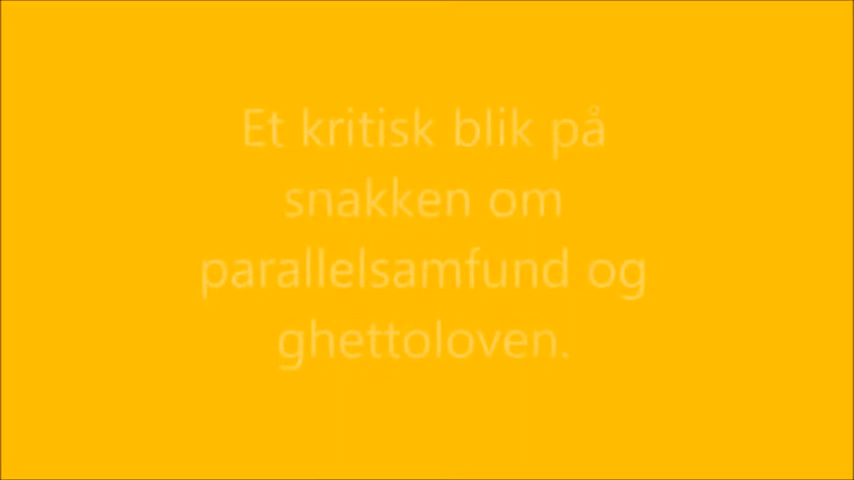 Et kritisk blik på
snakken om
parallelsamfund og
ghettoloven.